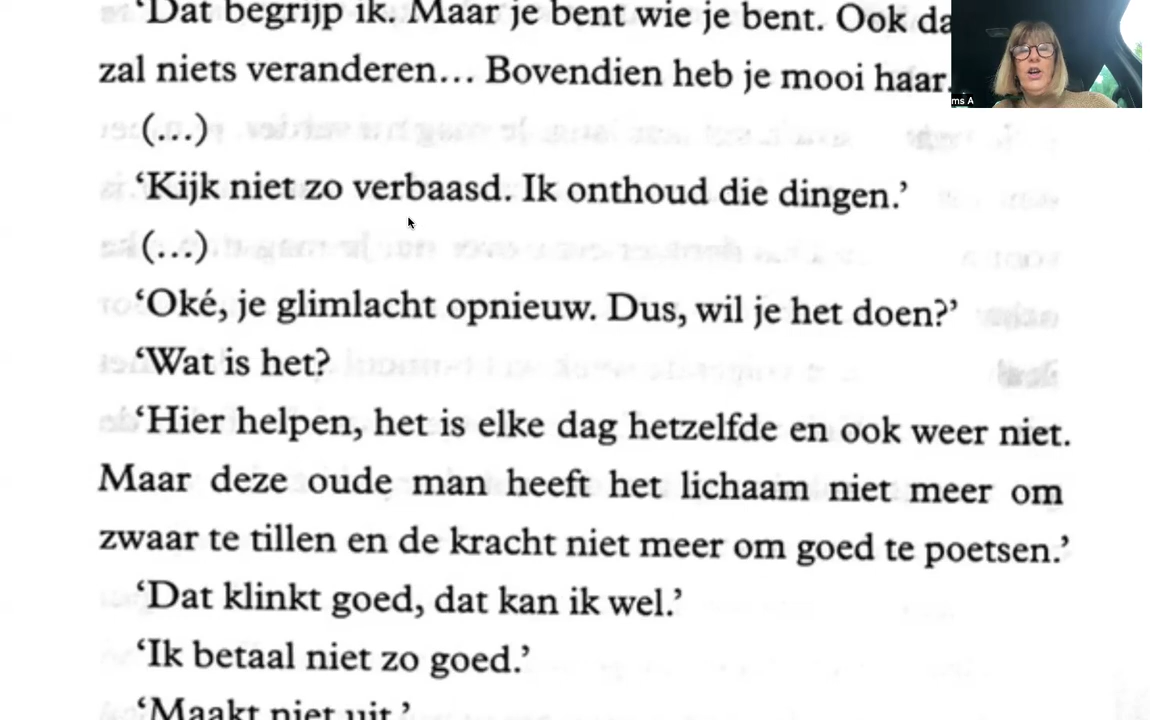 ‘Dat begrijp ik. Maar je bent wie je bent. Ook
zal niets veranderen… Bovendien heb je mooi haar.
(…)
‘Kijk niet zo verbaasd. Ik onthoud die dingen.’
(…)
‘Oké, je glimlacht opnieuw. Dus, wil je het doen?’
‘Wat is het?
‘Hier helpen, het is elke dag hetzelfde en ook weer niet.
Maar deze oude man heeft het lichaam niet meer om
zwaar te tillen en de kracht niet meer om goed te poetsen.’
‘Dat klinkt goed, dat kan ik wel.’
‘Ik betaal niet zo goed.’
‘Maakt niet uit.’
ms A